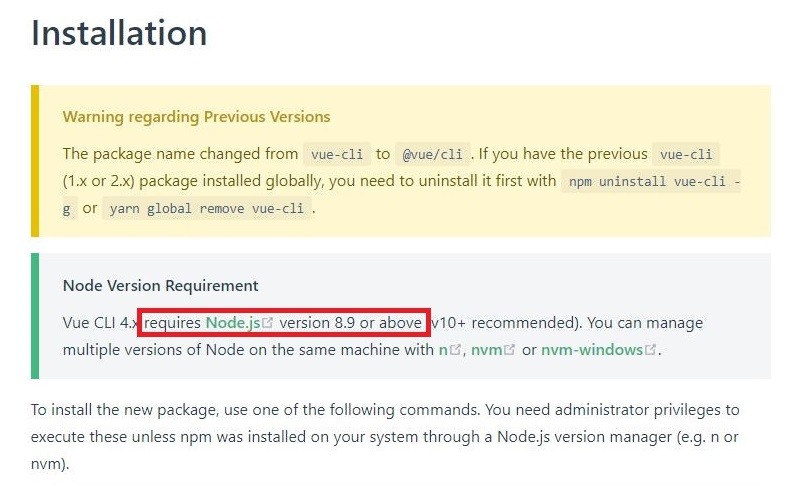 Installation
Warning regarding Previous Versions
The package name changed from vue-cli to @vue/cli . If you have the previous vue-cli
(1.x or 2.x) package installed globally, you need to uninstall it first with npm uninstall vue-cli -
g or yarn global remove vue-cli .
Node Version Requirement
Vue CLI 4.x requires Node.js version 8.9 or above (v10+ recommended). You can manage
multiple versions of Node on the same machine with n, nvm or nvm-windows.
To install the new package, use one of the following commands. You need administrator privileges to
execute these unless npm was installed on your system through a Node.js version manager (e.g. n or
nvm).